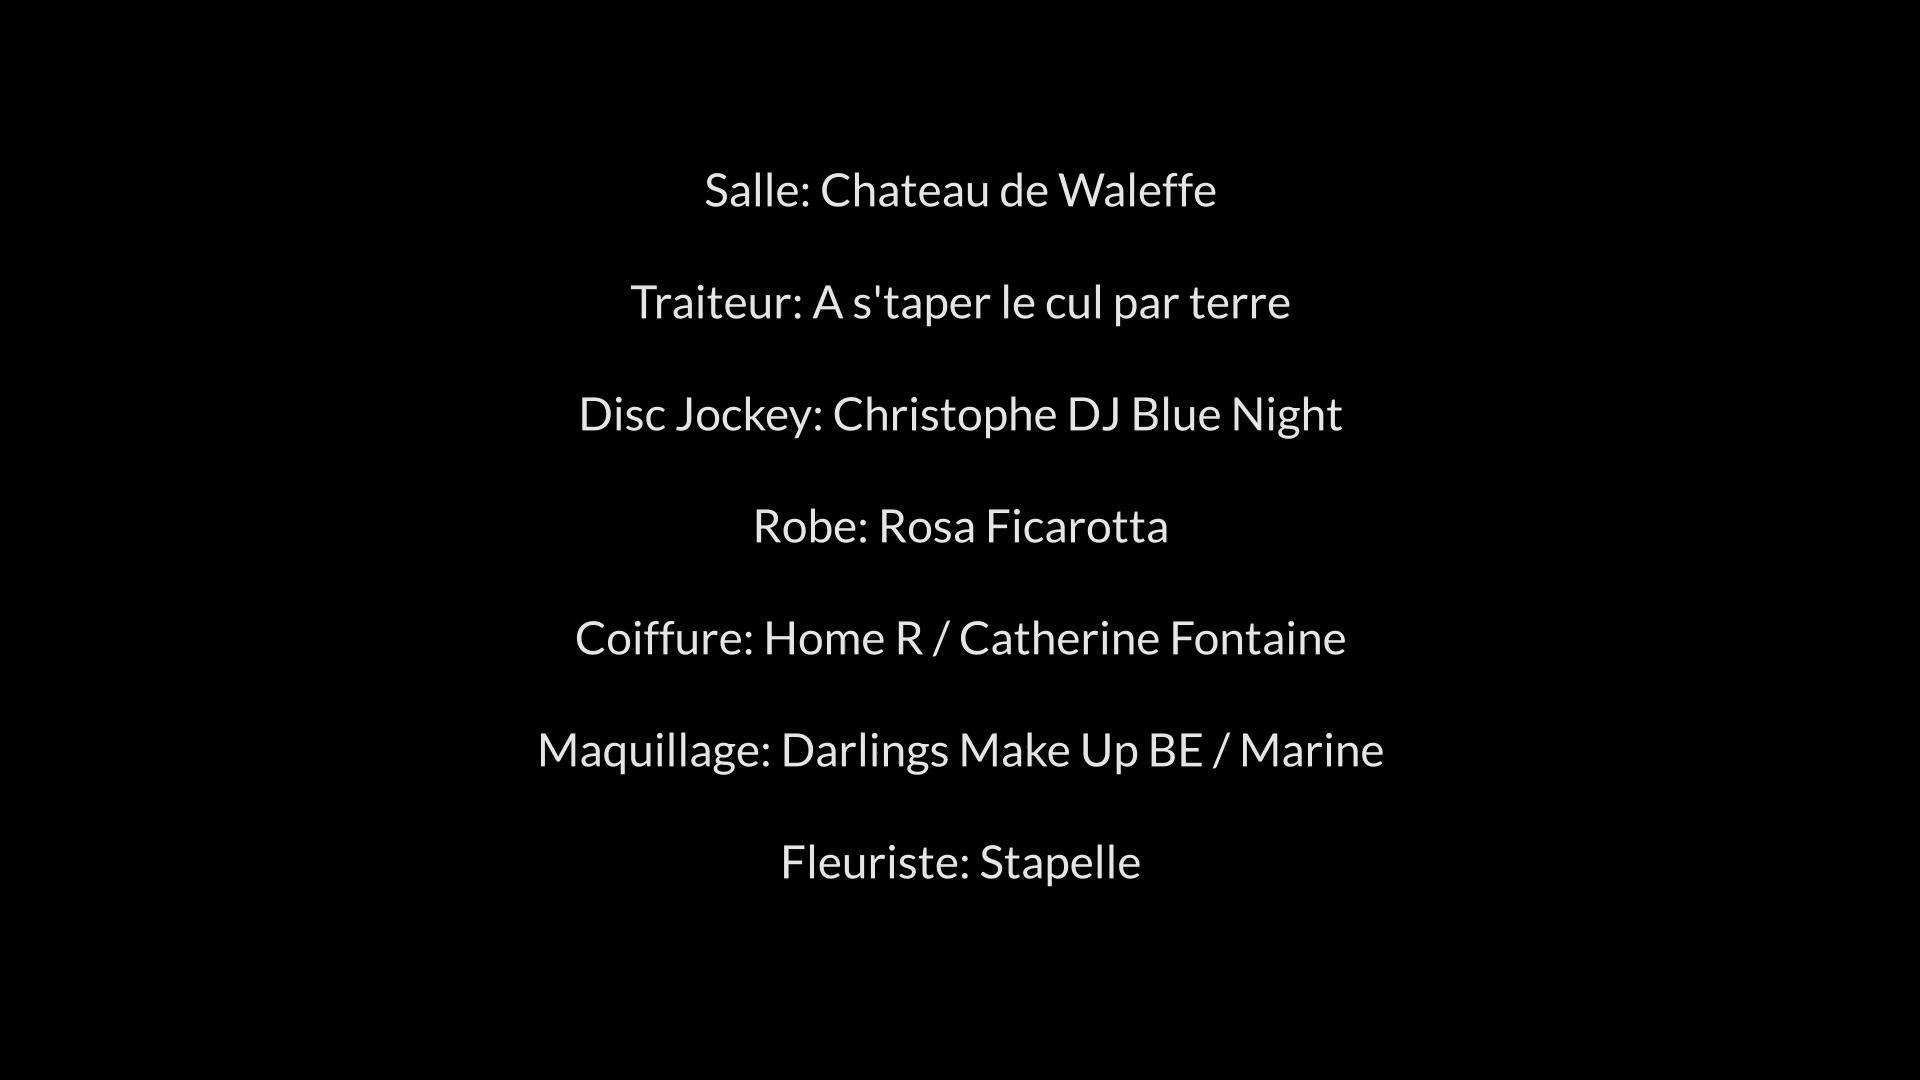 Salle: Chateau de Waleffe
Traiteur: A s'taper le cul par terre
Disc Jockey: Christophe DJ Blue Night
Robe: Rosa Ficarotta
Coiffure: Home R / Catherine Fontaine
Maquillage: Darlings Make Up BE / Marine
Fleuriste: Stapelle